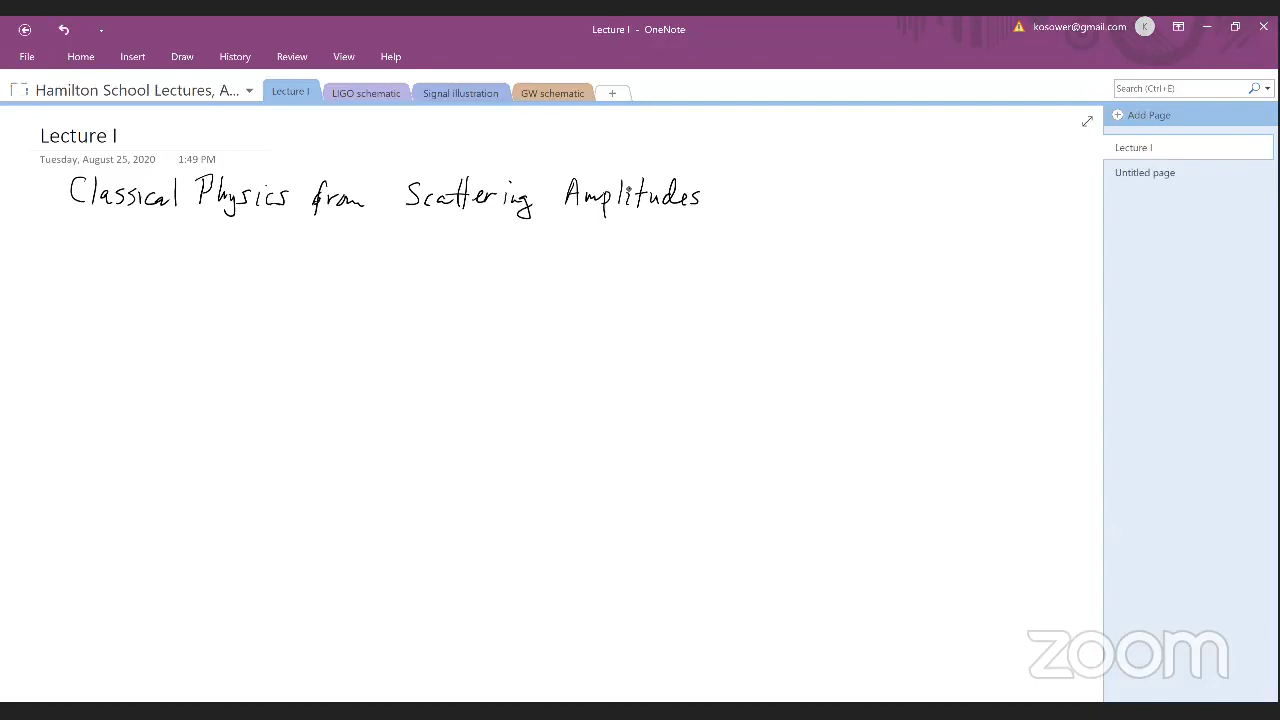 Lecture I - OneNote
kosower@gmail.com
K
File Home Insert Draw History Review View Help
Hamilton School Lectures, A...
Lecture I
LIGO schematic
Signal illustration
GW schematic
+
Search (Ctrl+E)
Add Page
Lecture I
Untitled page
Lecture I
Tuesday, August 25, 2020 1:49 PM
Classical Physics from Scattering Amplitudes
zoom